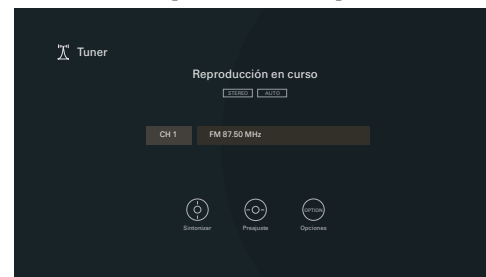 Tuner
Reproducción en curso
STEREO AUTO
CH 1 FM 87.50 MHz
OPTION
Sintonizar Preajuste Opciones